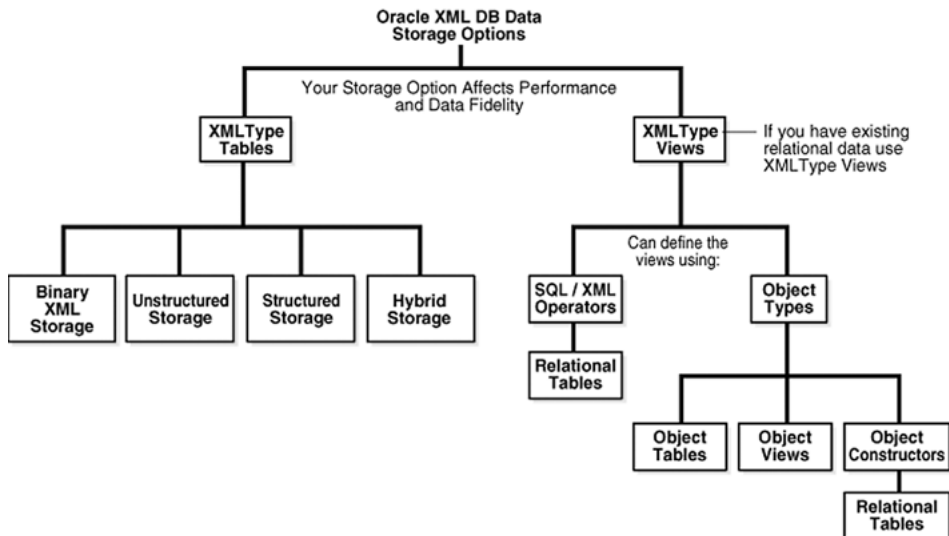 Oracle XML DB Data
Storage Options
Your Storage Option Affects Performance
and Data Fidelity
XMLType
Tables
XMLType
Views
If you have existing
relational data use
XMLType Views
Can define the
views using:
Binary
XML
Storage
Unstructured
Storage
Structured
Storage
Hybrid
Storage
SQL / XML
Operators
Object
Types
Relational
Tables
Object
Tables
Object
Views
Object
Constructors
Relational
Tables